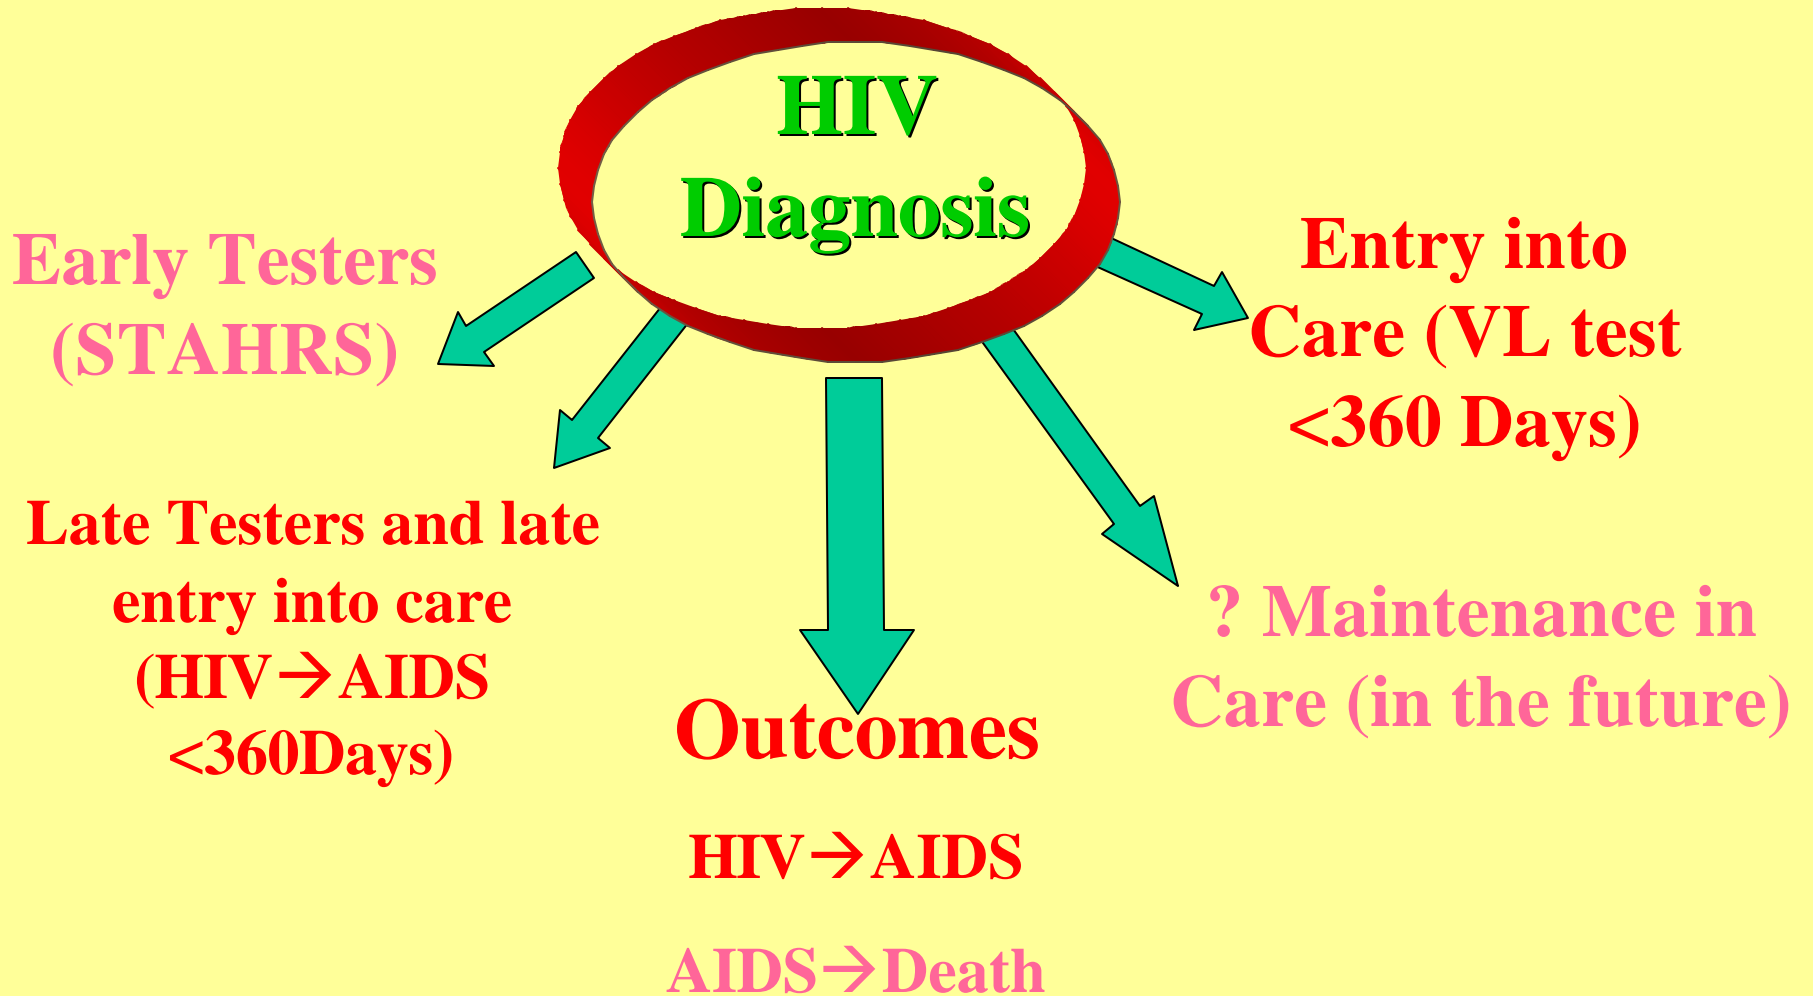 HIV
Diagnosis
Early Testers
(STAHRS)
Entry into
Care (VL test
<360 Days)
Late Testers and late
entry into care
(HIV→AIDS
<360Days)
? Maintenance in
Care (in the future)
Outcomes
HIV→AIDS
AIDS→Death